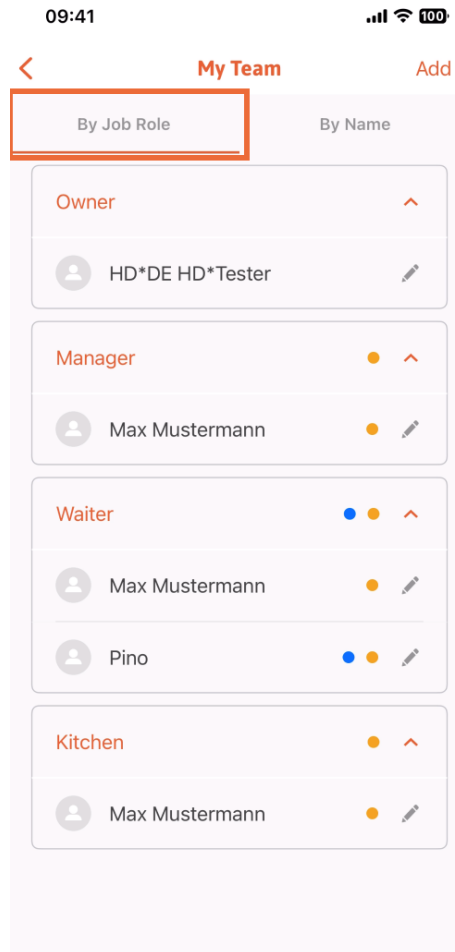 09:41 100
My Team Add
By Job Role By Name
Owner
HD*DE HD*Tester
Manager
Max Mustermann
Waiter
Max Mustermann
Pino
Kitchen
Max Mustermann